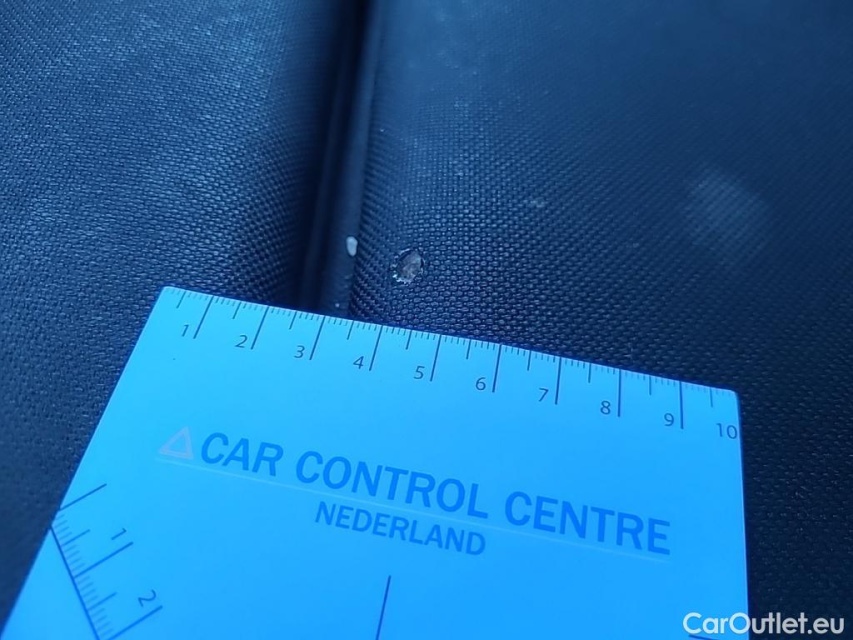 1 2 3 4 5 6 7 8 9 10
CAR CONTROL CENTRE
NEDERLAND
1
2
CarOutlet.eu